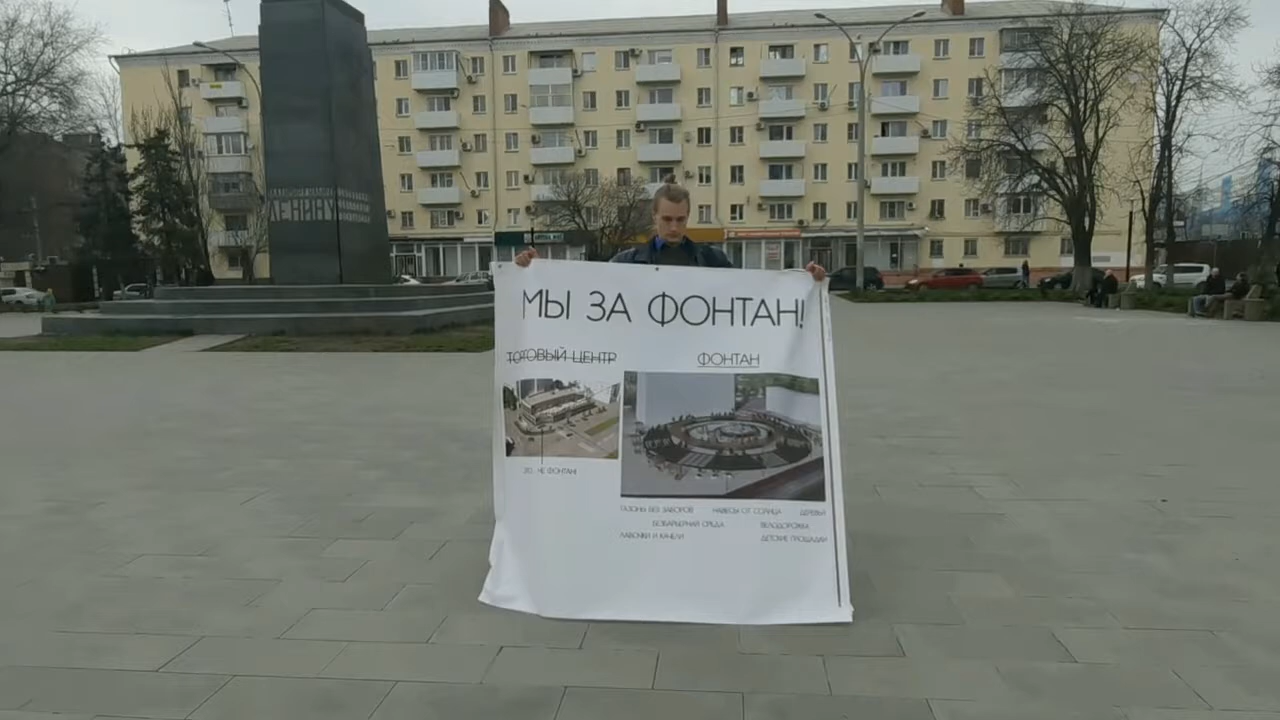 ЛЕНИНУ
МЫ ЗА ФОНТАН!
ТОРГОВЫЙ ЦЕНТР
ФОНТАН
ЭТО НЕ ФОНТАН!
ГАЗОНЫ БЕЗ ЗАБОРОВ НАВЕСЫ ОТ СОЛНЦА ДЕРЕВЬЯ
БЕЗБАРЬЕРНАЯ СРЕДА ВЕЛОДОРОЖКА
ЛАВОЧКИ И КАЧЕЛИ ДЕТСКИЕ ПЛОЩАДКИ